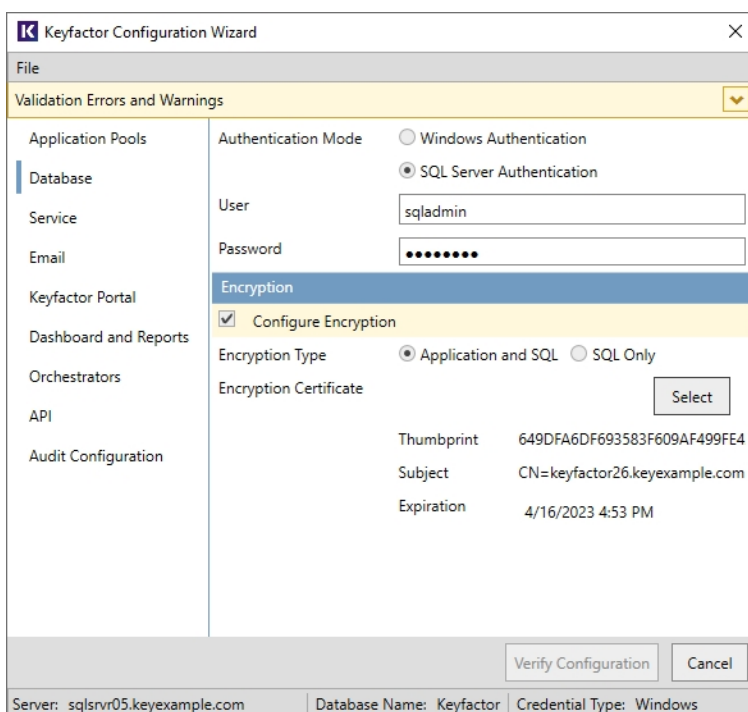 Keyfactor Configuration Wizard
File
Validation Errors and Warnings
Application Pools
Database
Service
Email
Keyfactor Portal
Dashboard and Reports
Orchestrators
API
Audit Configuration
Authentication Mode Windows Authentication
SQL Server Authentication
User sqladmin
Password ●●●●●●●●
Encryption
Configure Encryption
Encryption Type Application and SQL SQL Only
Encryption Certificate Select
Thumbprint 649DFA6DF693583F609AF499FE4
Subject CN=keyfactor26.keyexample.com
Expiration 4/16/2023 4:53 PM
Verify Configuration Cancel
Server: sqlsrvr05.keyexample.com Database Name: Keyfactor Credential Type: Windows